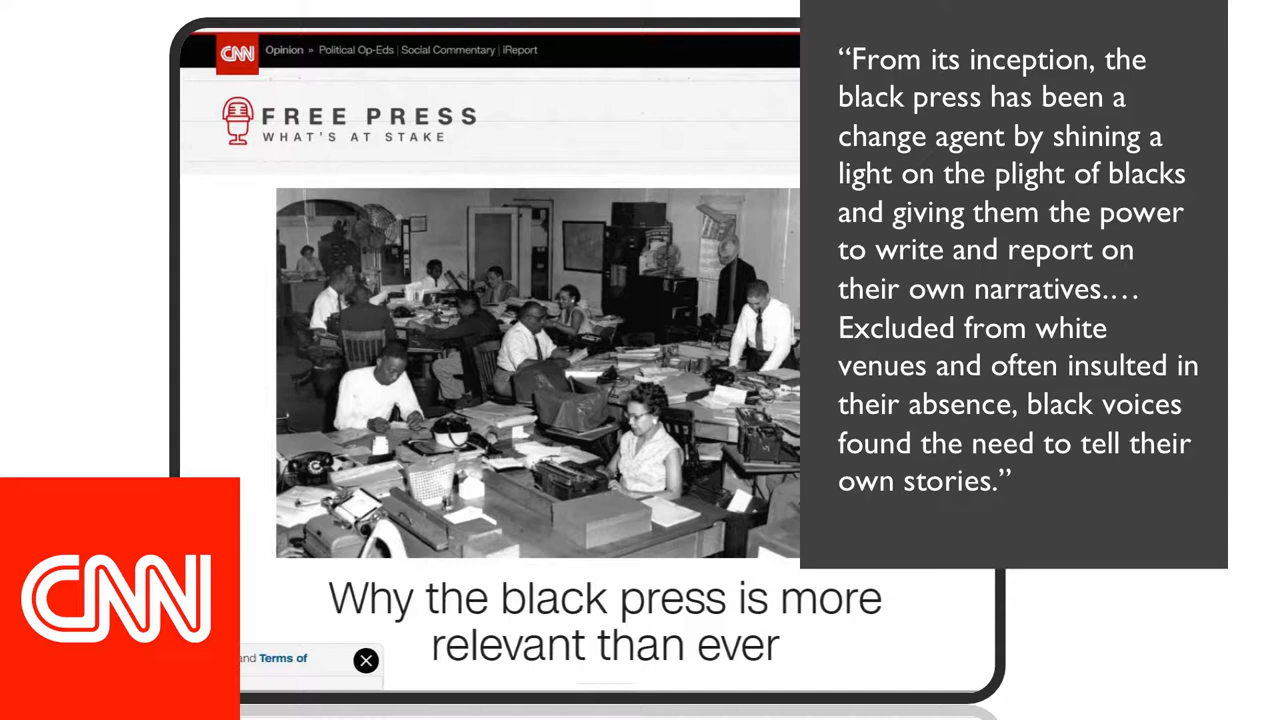 CNN Opinion » Political Op-Eds | Social Commentary | iReport
FREE PRESS
WHAT'S AT STAKE
“From its inception, the
black press has been a
change agent by shining a
light on the plight of blacks
and giving them the power
to write and report on
their own narratives.…
Excluded from white
venues and often insulted in
their absence, black voices
found the need to tell their
own stories.”
Why the black press is more
relevant than ever
CNN
and Terms of